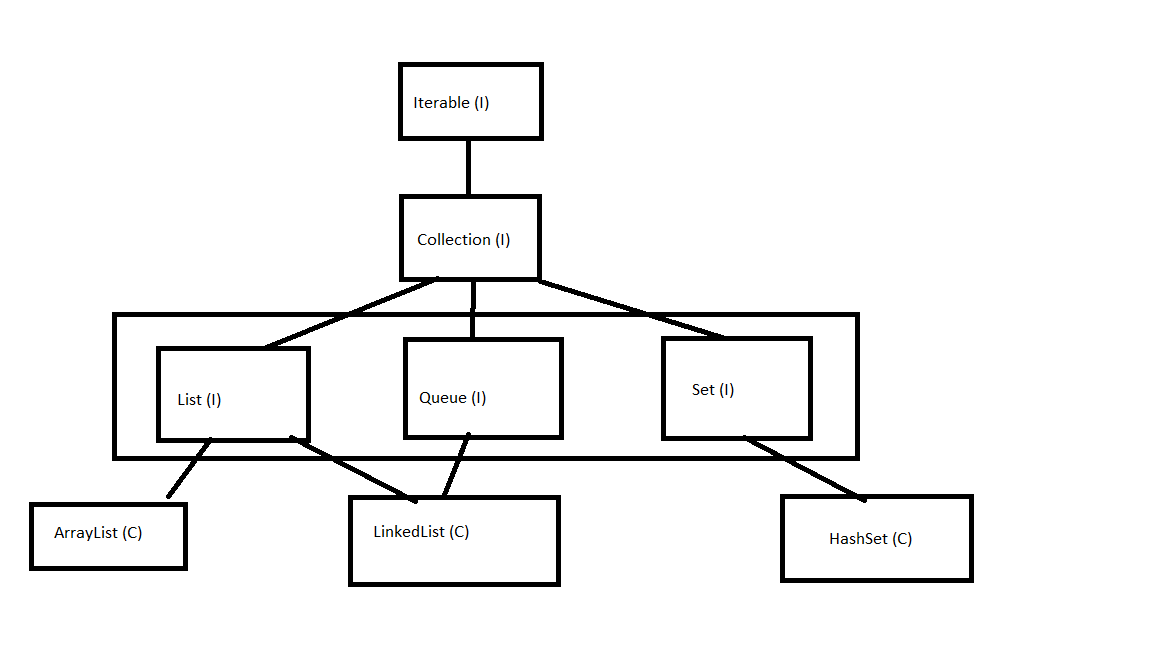 Iterable (I)
Collection (I)
List (I)
Queue (I)
Set (I)
ArrayList (C)
LinkedList (C)
HashSet (C)